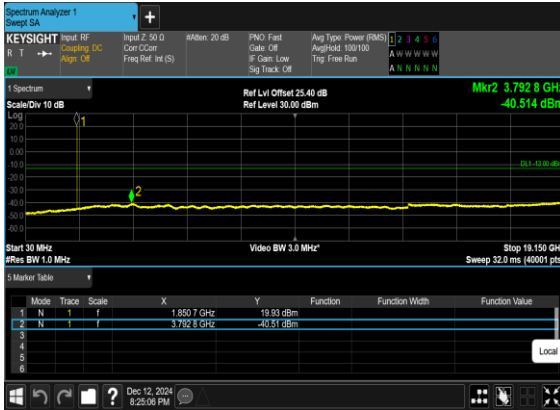 Spectrum Analyzer 1
Swept SA
+
KEYSIGHT Input: RF Input Z: 50 Ω #Atten: 20 dB PNO: Fast Avg Type: Power (RMS) 1 2 3 4 5 6
R T Coupling: DC Corr CCorr Gate: Off Avg|Hold: 100/100 A W W W W W
Align: Off Freq Ref: Int (S) IF Gain: Low Trig: Free Run
Sig Track: Off A N N N N N
1 Spectrum Ref Lvl Offset 25.40 dB Mkr2 3.792 8 GHz
Scale/Div 10 dB Ref Level 30.00 dBm -40.514 dBm
Log
20.0
10.0
0.00
-10.0
-20.0
-30.0
-40.0
-50.0
-60.0
1
2
DL1 -13.00 dBm
Start 30 MHz Video BW 3.0 MHz* Stop 19.150 GHz
#Res BW 1.0 MHz Sweep 32.0 ms (40001 pts)
5 Marker Table
Mode Trace Scale X Y Function Function Width Function Value
1 N 1 f 1.850 7 GHz 19.93 dBm
2 N 1 f 3.792 8 GHz -40.51 dBm
3
4
5
6
Local
? Dec 12, 2024
8:25:06 PM